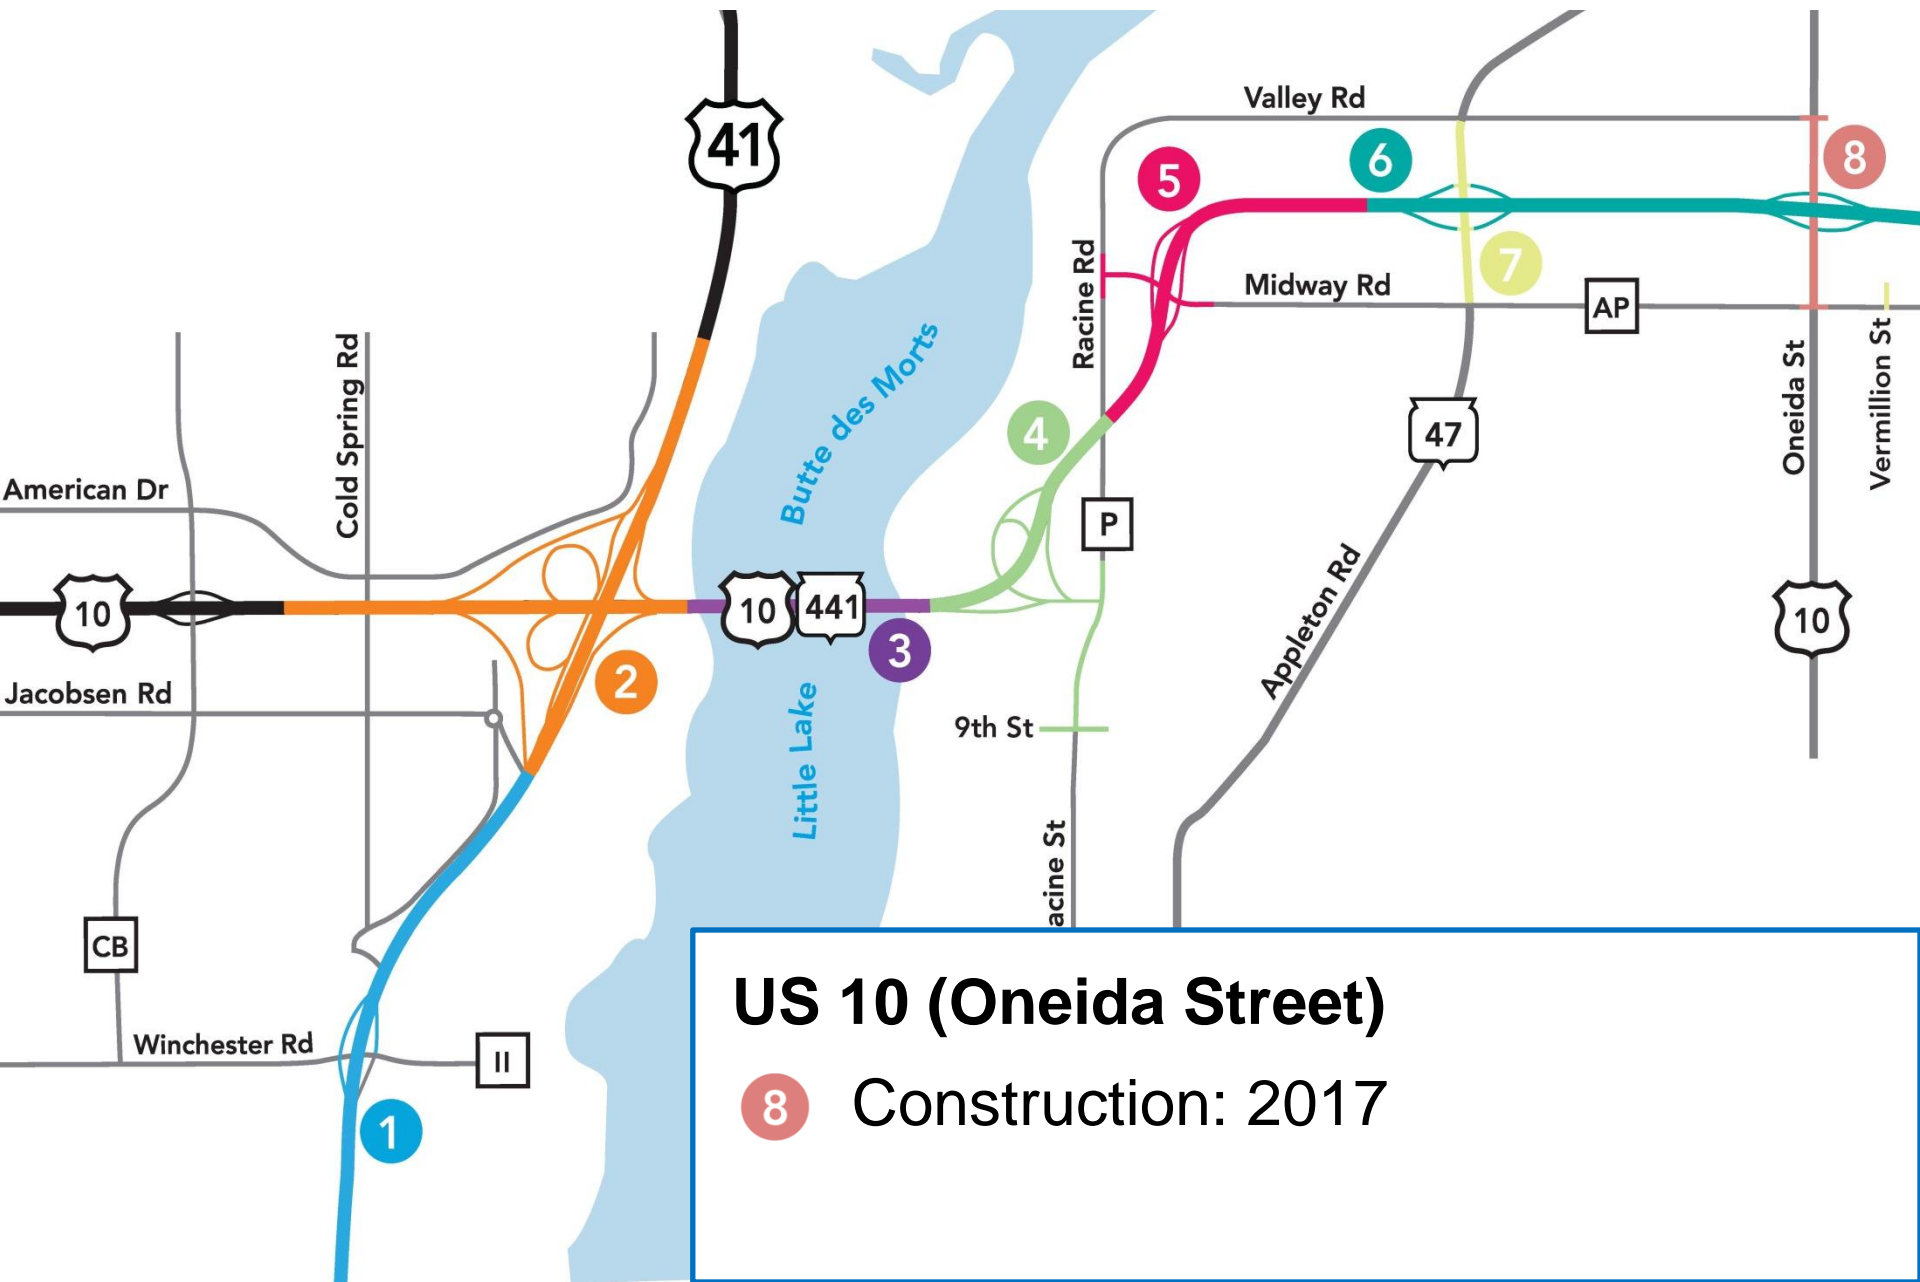 41
Valley Rd
5
6
8
Racine Rd
7
Midway Rd
AP
Cold Spring Rd
Butte des Morts
Oneida St
Vermillion St
4
47
American Dr
P
10
10
441
3
Appleton Rd
10
2
Jacobsen Rd
9th St
Little Lake
acine St
CB
Winchester Rd
II
1
US 10 (Oneida Street)
8 Construction: 2017